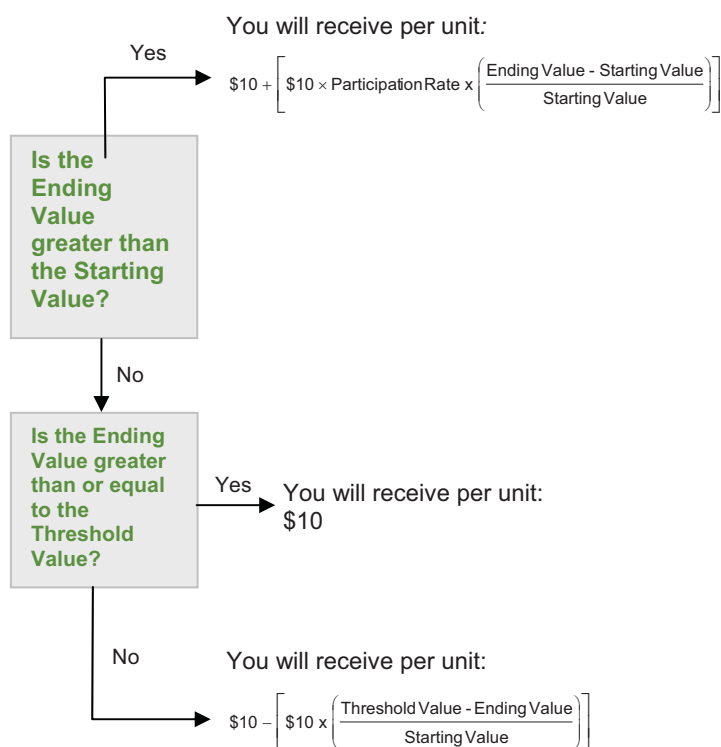 You will receive per unit:
Yes
$10 + [ $10 × Participation Rate x ( Ending Value - Starting Value / Starting Value ) ]
Is the
Ending
Value
greater than
the Starting
Value?
No
Is the Ending
Value greater
than or equal
to the
Threshold
Value?
Yes
You will receive per unit:
$10
No
You will receive per unit:
$10 – [ $10 x ( Threshold Value - Ending Value / Starting Value ) ]